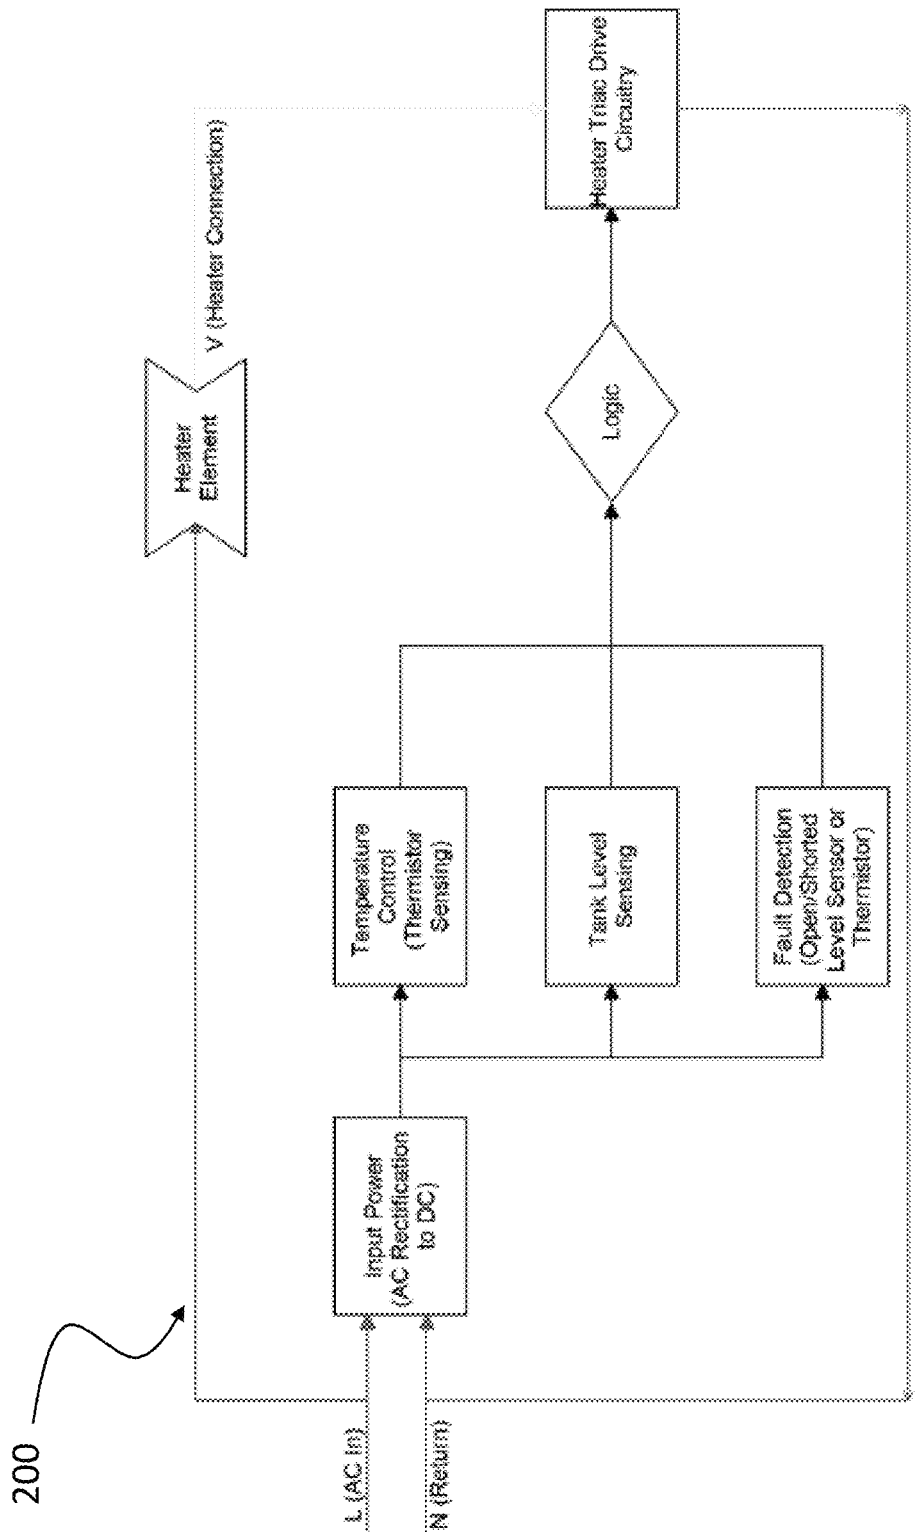 200
L (AC In)
N (Return)
Input Power
(AC Rectification
to DC)
Temperature
Control
(Thermistor
Sensing)
Tank Level
Sensing
Fault Detection
(Open/Shorted
Level Sensor or
Thermistor)
Logic
Heater
Element
V (Heater Connection)
Heater Triac Drive
Circuitry